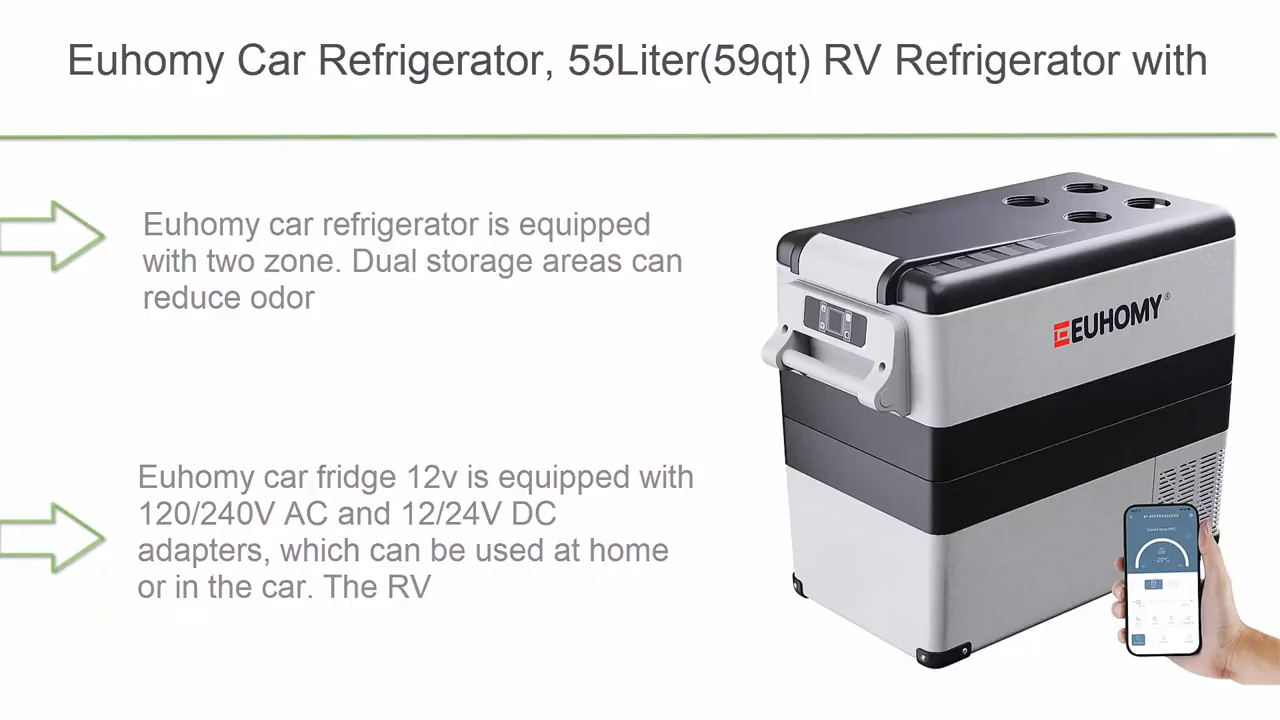 Euhomy Car Refrigerator, 55Liter(59qt) RV Refrigerator with
Euhomy car refrigerator is equipped
with two zone. Dual storage areas can
reduce odor
Euhomy car fridge 12v is equipped with
120/240V AC and 12/24V DC
adapters, which can be used at home
or in the car. The RV
EUHOMY®
-20°C